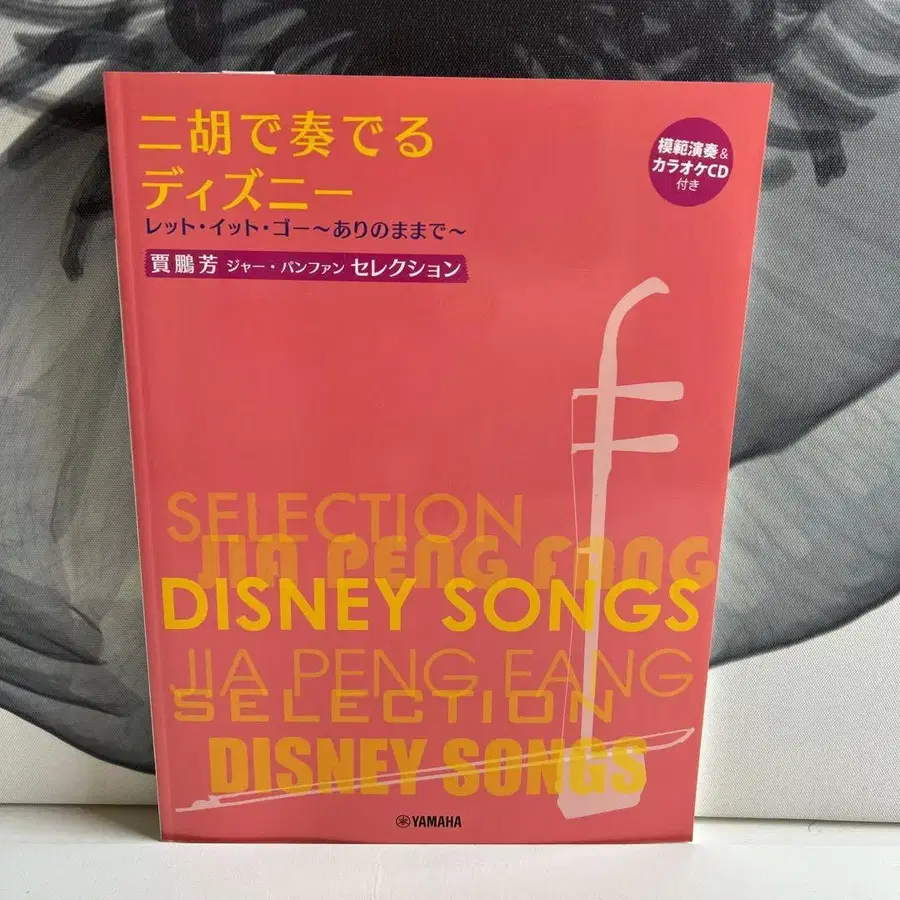 二胡で奏でる
ディズニー
レット・イット・ゴー～ありのままで～
賈鵬芳 ジャー・パンファン セレクション
模範演奏&
カラオケCD
付き
SELECTION
JIA PENG FANG
DISNEY SONGS
JIA PENG FANG
SELECTION
DISNEY SONGS
YAMAHA